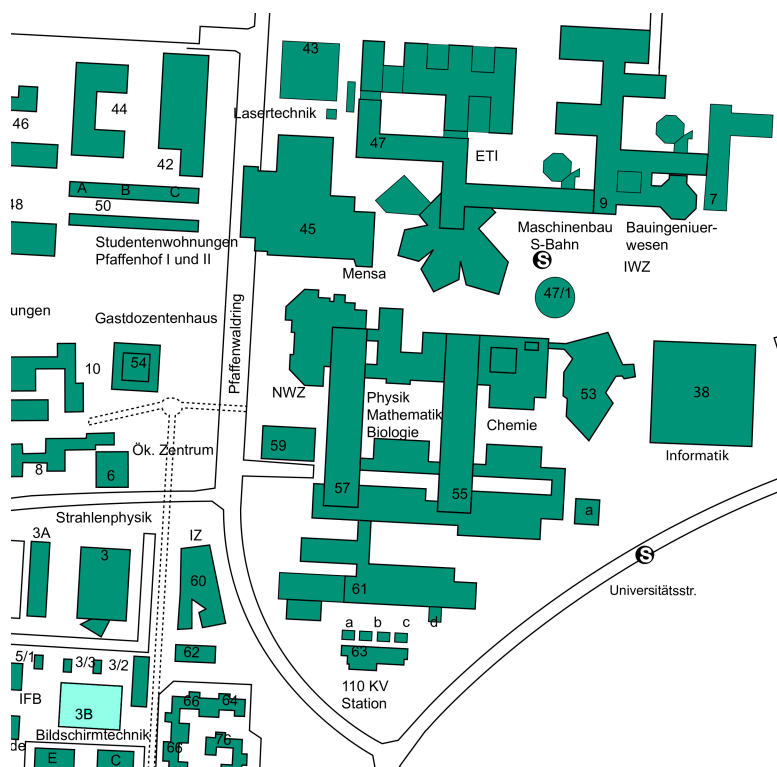 43
44
46
Lasertechnik
47
ETI
42
A B C
50
48
9
7
45
Studentenwohnungen
Pfaffenhof I und II
Maschinenbau
S-Bahn
Bauingeniuer-
wesen
IWZ
Mensa
S
47/1
ungen
Gastdozentenhaus
Pfaffenwaldring
54
10
NWZ
Physik
Mathematik
Biologie
Chemie
53
38
Informatik
59
Ök. Zentrum
8
6
57
55
a
Strahlenphysik
3A
3
IZ
60
S
Universitätsstr.
61
a b c d
62
63
5/1
3/3
3/2
IFB
3B
110 KV
Station
66
64
Bildschirmtechnik
de
66
76
E
C